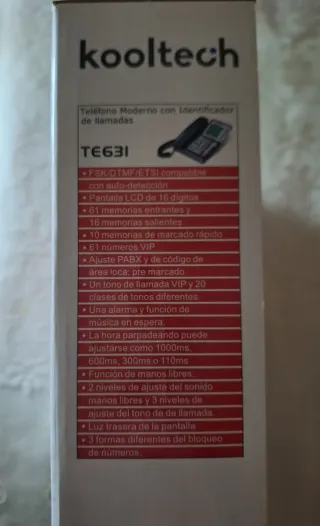 kooltech
Teléfono Moderno con Identificador
de llamadas
TE631
• FSK/DTMF/ETSI compatible
con auto-detección
• Pantalla LCD de 16 dígitos
• 61 memorias entrantes y
16 memorias salientes
• 10 memorias de marcado rápido
• 61 números VIP
• Ajuste PABX y de código de
área local; pre marcado
• Un tono de llamada VIP y 20
clases de tonos diferentes.
• Una alarma y función de
música en espera.
• La hora parpadeando puede
ajustarse como 1000ms,
600ms, 300ms o 110ms
• Función de manos libres.
• 2 niveles de ajuste del sonido
manos libres y 3 niveles de
ajuste del tono de de llamada.
• Luz trasera de la pantalla
• 3 formas diferentes del bloqueo
de números.